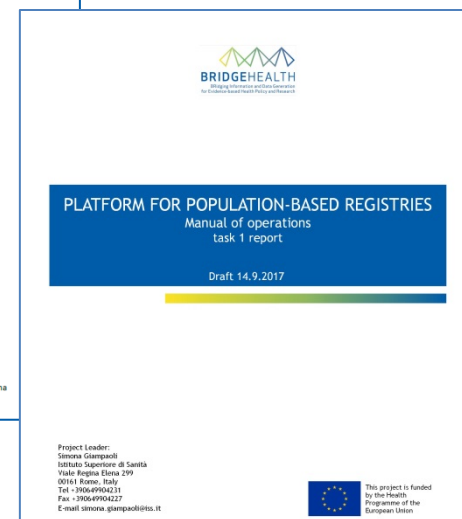 BRIDGEHEALTH
BRidging Information and Data Generation
for Evidence-based Health Policy and Research
PLATFORM FOR POPULATION-BASED REGISTRIES
Manual of operations
task 1 report
Draft 14.9.2017
na
Project Leader:
Simona Giampaoli
Istituto Superiore di Sanità
Viale Regina Elena 299
00161 Rome, Italy
Tel +390649904231
Fax +390649904227
E-mail simona.giampaoli@iss.it
This project is funded
by the Health
Programme of the
European Union